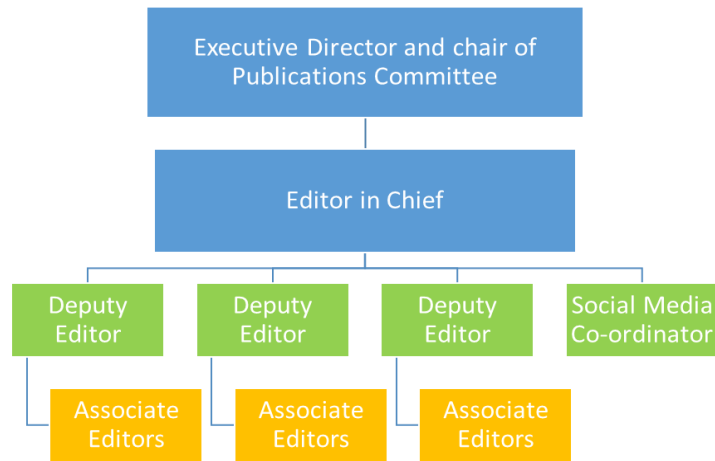 Executive Director and chair of
Publications Committee
Editor in Chief
Deputy
Editor
Deputy
Editor
Deputy
Editor
Social Media
Co-ordinator
Associate
Editors
Associate
Editors
Associate
Editors